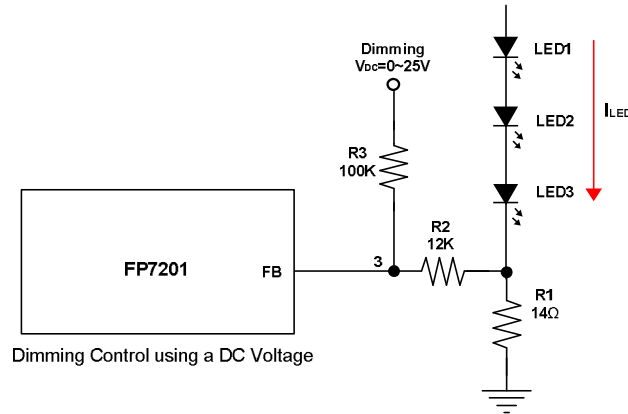 Dimming
VDC=0~25V
LED1
LED2
LED3
ILED
R3
100K
R2
12K
3
FP7201
FB
R1
14Ω
Dimming Control using a DC Voltage